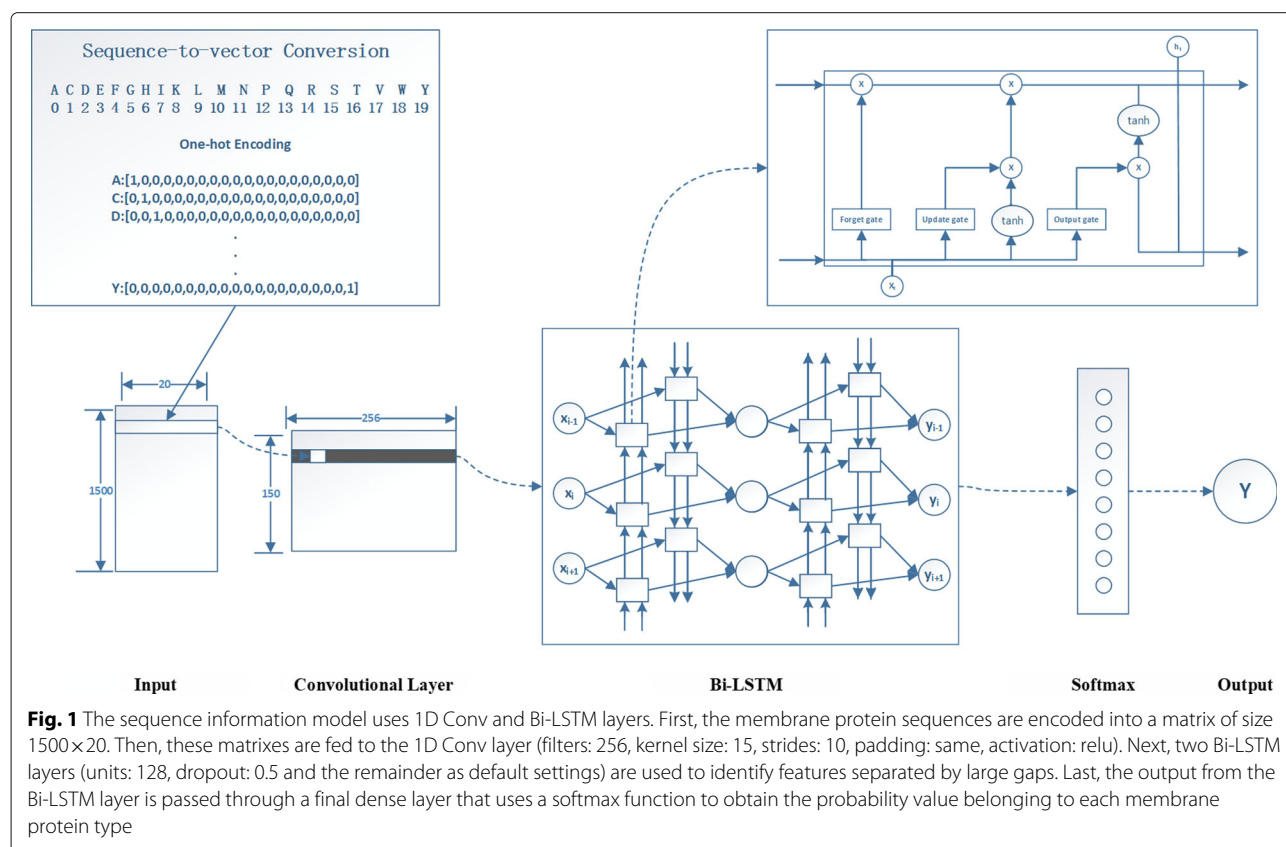 Sequence-to-vector Conversion
A C D E F G H I K L M N P Q R S T V W Y
0 1 2 3 4 5 6 7 8 9 10 11 12 13 14 15 16 17 18 19
One-hot Encoding
A:[1,0,0,0,0,0,0,0,0,0,0,0,0,0,0,0,0,0,0,0]
C:[0,1,0,0,0,0,0,0,0,0,0,0,0,0,0,0,0,0,0,0]
D:[0,0,1,0,0,0,0,0,0,0,0,0,0,0,0,0,0,0,0,0]
.
.
.
Y:[0,0,0,0,0,0,0,0,0,0,0,0,0,0,0,0,0,0,0,1]
h_t
x x
tanh
x x
Forget gate Update gate tanh Output gate
X_t
20
1500
256
150
x_{i-1} y_{i-1}
x_i y_i
x_{i+1} y_{i+1}
Y
Input Convolutional Layer Bi-LSTM Softmax Output
Fig. 1 The sequence information model uses 1D Conv and Bi-LSTM layers. First, the membrane protein sequences are encoded into a matrix of size
1500×20. Then, these matrixes are fed to the 1D Conv layer (filters: 256, kernel size: 15, strides: 10, padding: same, activation: relu). Next, two Bi-LSTM
layers (units: 128, dropout: 0.5 and the remainder as default settings) are used to identify features separated by large gaps. Last, the output from the
Bi-LSTM layer is passed through a final dense layer that uses a softmax function to obtain the probability value belonging to each membrane
protein type